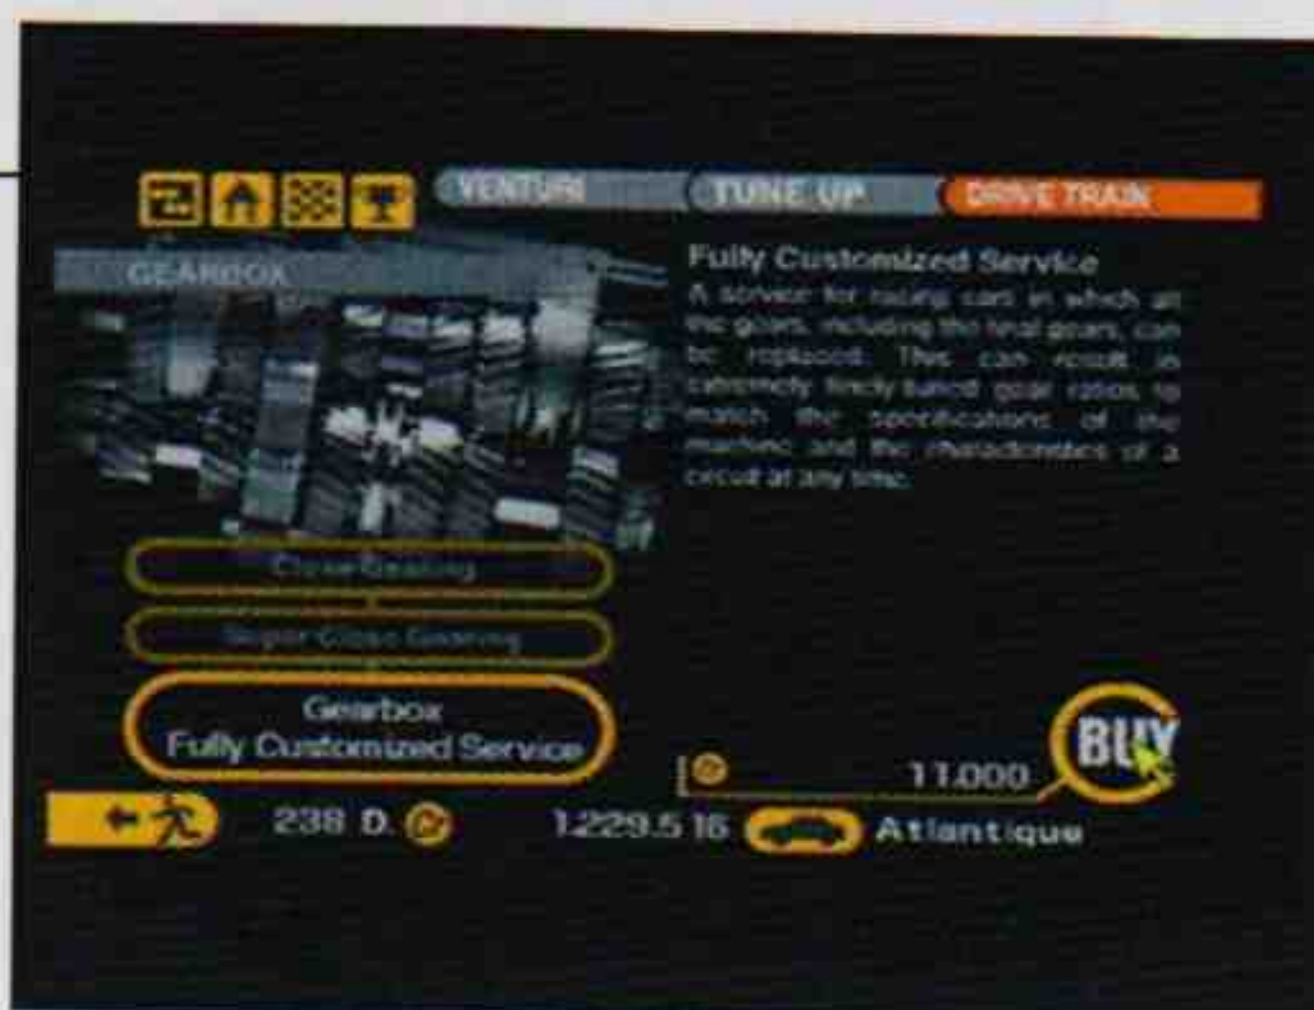 VENTURI
TUNE UP
DRIVE TRAIN
GEARBOX
Fully Customized Service
A service for racing cars in which all
the gears, including the final gears, can
be replaced. This can result in
extremely finely tuned gear ratios to
match the specifications of the
machine and the characteristics of a
circuit at any time.
Close Gearing
Super Close Gearing
Gearbox
Fully Customized Service
BUY
11.000
238 D.
1.229.516
Atlantique